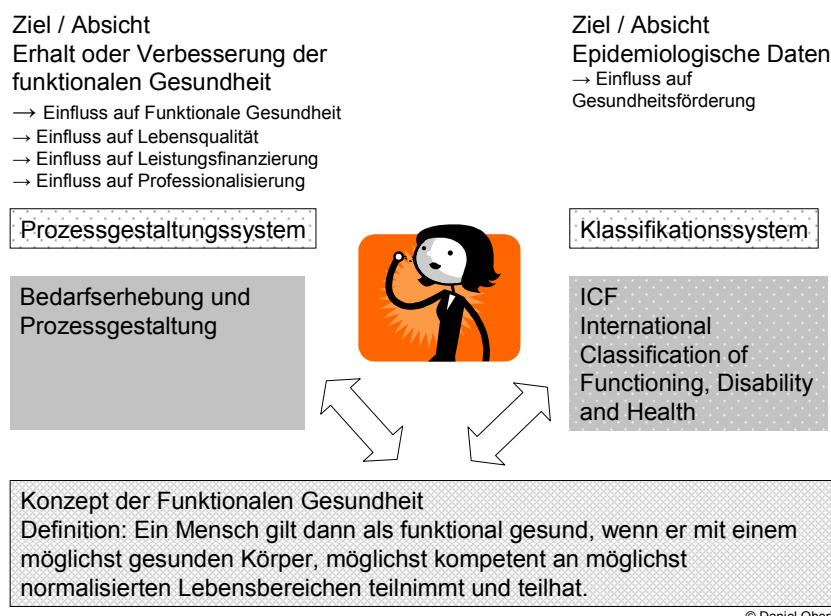 Ziel / Absicht
Erhalt oder Verbesserung der
funktionalen Gesundheit
→ Einfluss auf Funktionale Gesundheit
→ Einfluss auf Lebensqualität
→ Einfluss auf Leistungsfinanzierung
→ Einfluss auf Professionalisierung
Ziel / Absicht
Epidemiologische Daten
→ Einfluss auf
Gesundheitsförderung
Prozessgestaltungssystem
Klassifikationssystem
Bedarfserhebung und
Prozessgestaltung
ICF
International
Classification of
Functioning, Disability
and Health
Konzept der Funktionalen Gesundheit
Definition: Ein Mensch gilt dann als funktional gesund, wenn er mit einem
möglichst gesunden Körper, möglichst kompetent an möglichst
normalisierten Lebensbereichen teilnimmt und teilhat.
© Daniel